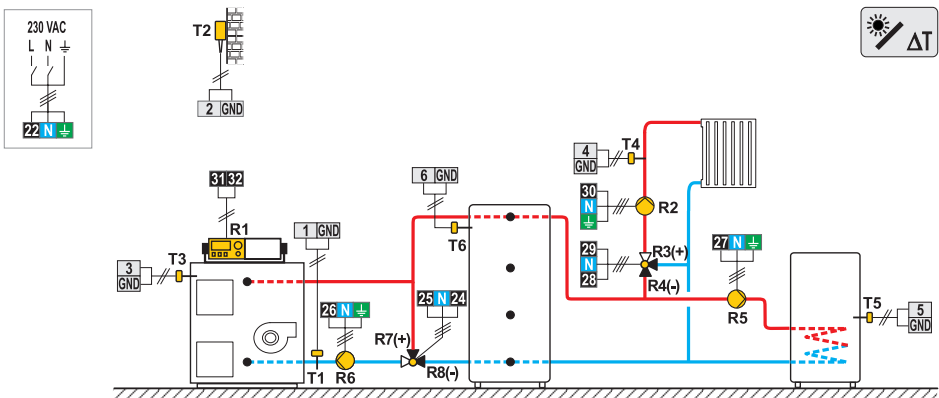 230 VAC
L N
22 N
T2
2 GND
ΔT
31 32
R1
1 GND
3
GND
T3
26 N
T1
R6
6 GND
T6
25 N 24
R7(+)
R8(-)
4
GND
T4
30
N
R2
29
N
28
R3(+)
R4(-)
27 N
R5
T5
5
GND